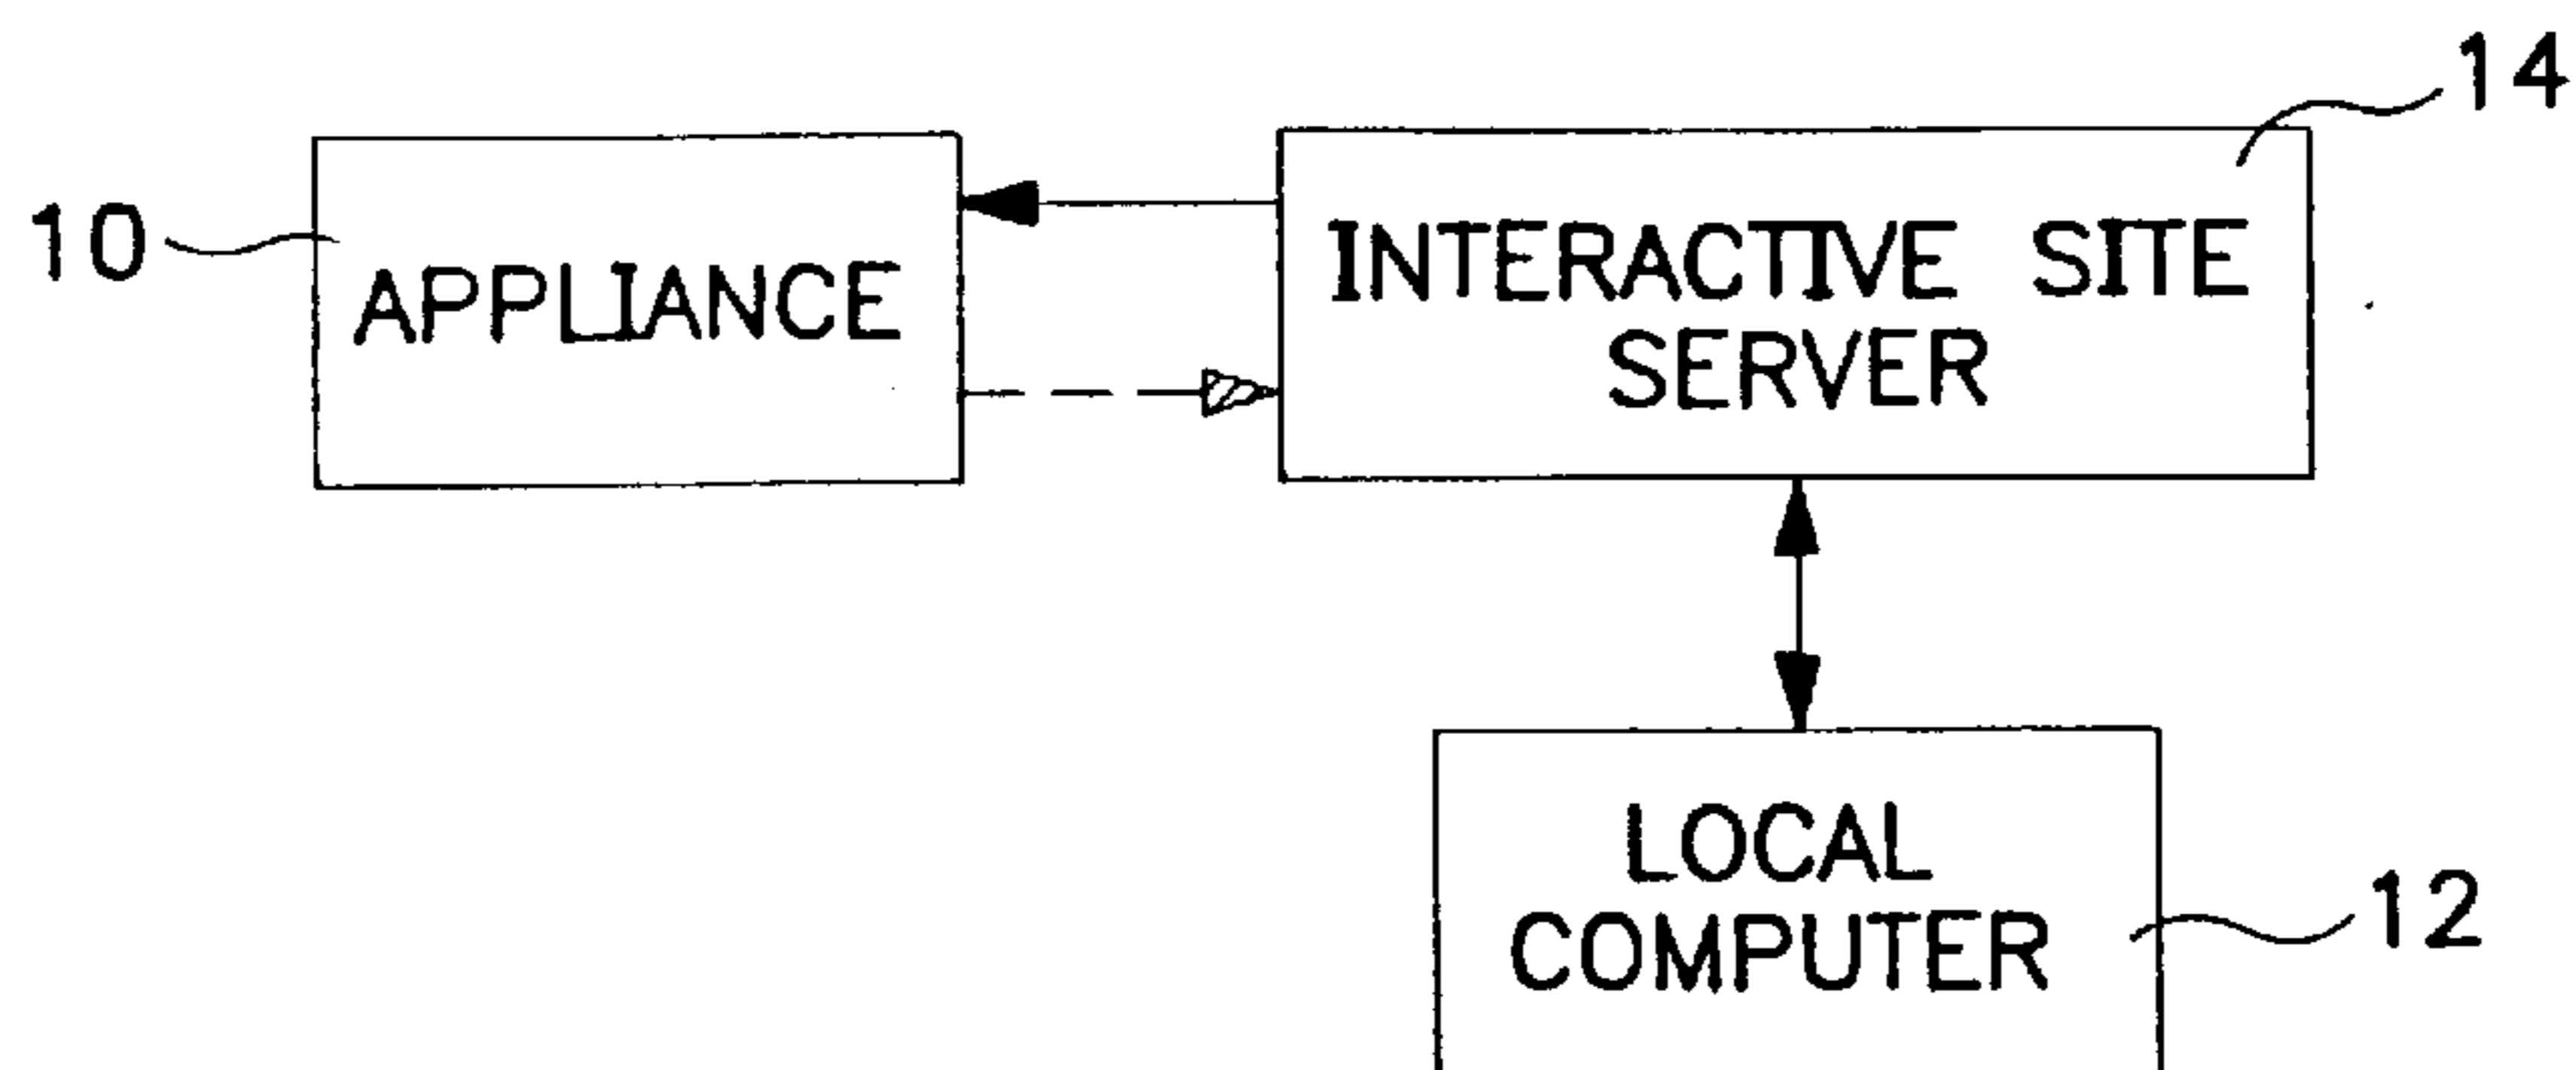 14
10
APPLIANCE
INTERACTIVE SITE
SERVER
LOCAL
COMPUTER
12